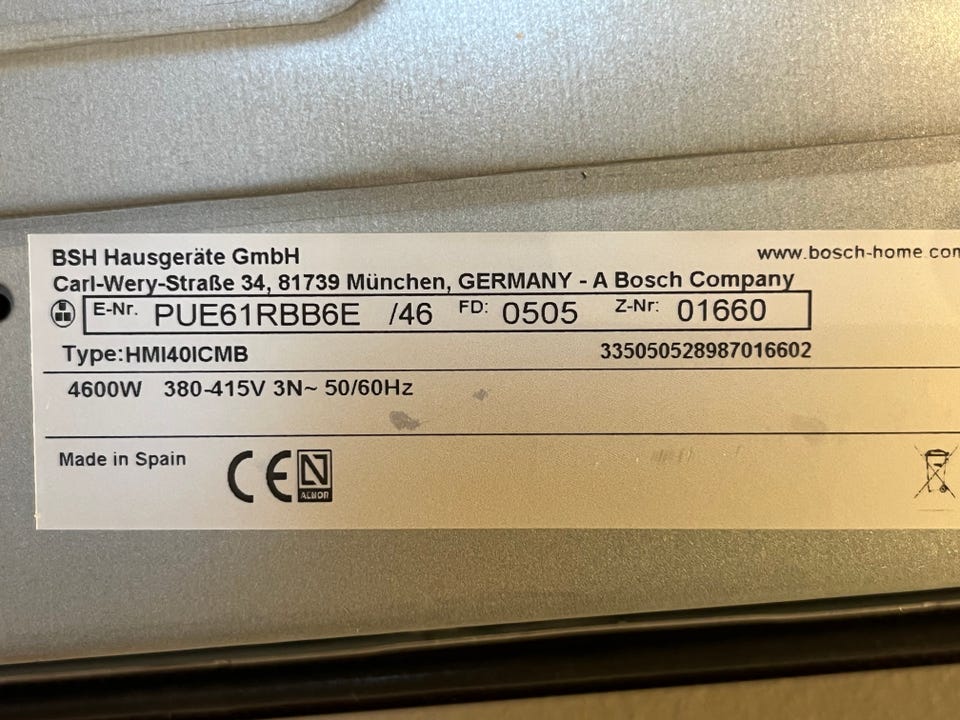 BSH Hausgeräte GmbH www.bosch-home.com
Carl-Wery-Straße 34, 81739 München, GERMANY - A Bosch Company
E-Nr. PUE61RBB6E /46 FD: 0505 Z-Nr: 01660
Type:HMI40ICMB 335050528987016602
4600W 380-415V 3N~ 50/60Hz
Made in Spain CE N AENOR